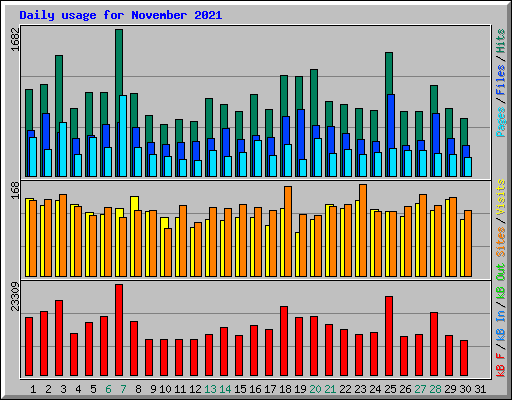 Daily usage for November 2021
1682
Pages / Files / Hits
168
Sites / Visits
23309
kB F / kB In / kB Out
1 2 3 4 5 6 7 8 9 10 11 12 13 14 15 16 17 18 19 20 21 22 23 24 25 26 27 28 29 30 31